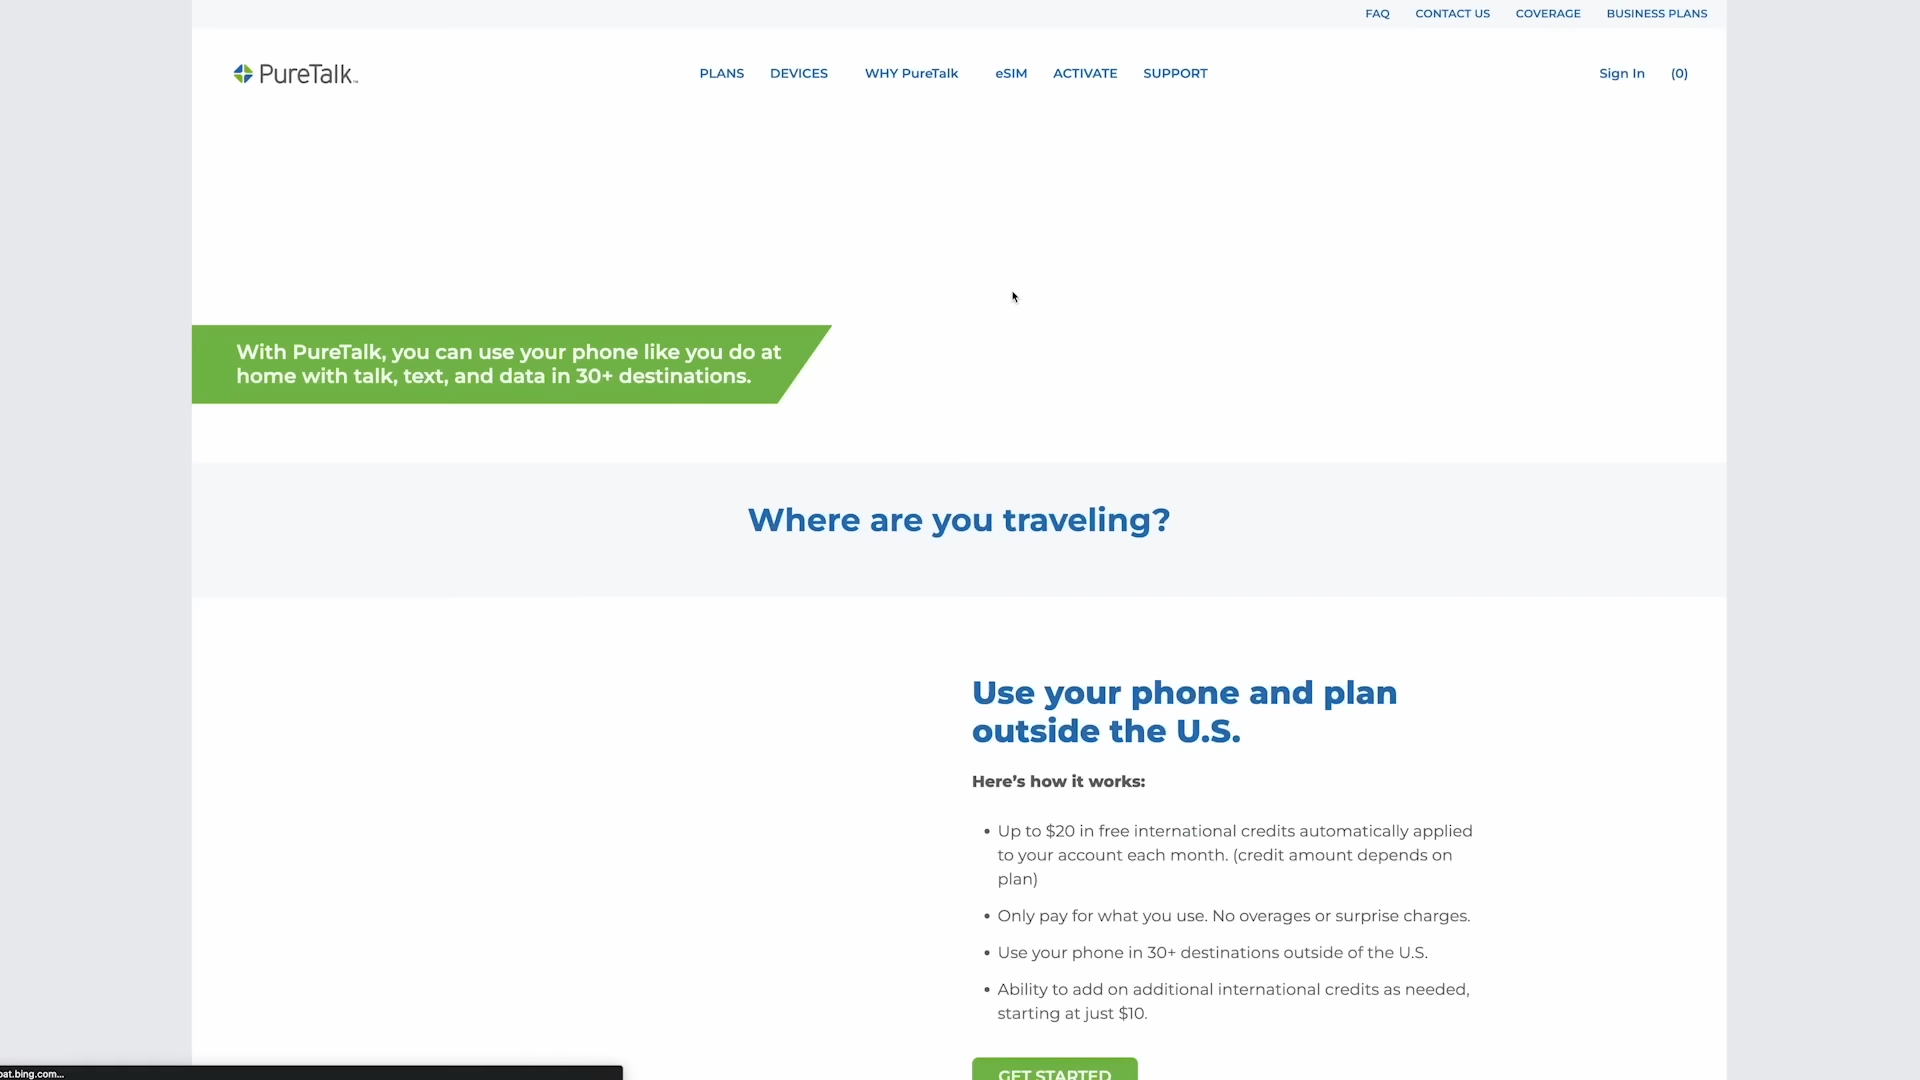 FAQ CONTACT US COVERAGE BUSINESS PLANS
PureTalk
PLANS DEVICES WHY PureTalk eSIM ACTIVATE SUPPORT
Sign In (0)
With PureTalk, you can use your phone like you do at
home with talk, text, and data in 30+ destinations.
Where are you traveling?
Use your phone and plan
outside the U.S.
Here's how it works:
• Up to $20 in free international credits automatically applied
to your account each month. (credit amount depends on
plan)
• Only pay for what you use. No overages or surprise charges.
• Use your phone in 30+ destinations outside of the U.S.
• Ability to add on additional international credits as needed,
starting at just $10.
GET STARTED
bat.bing.com...